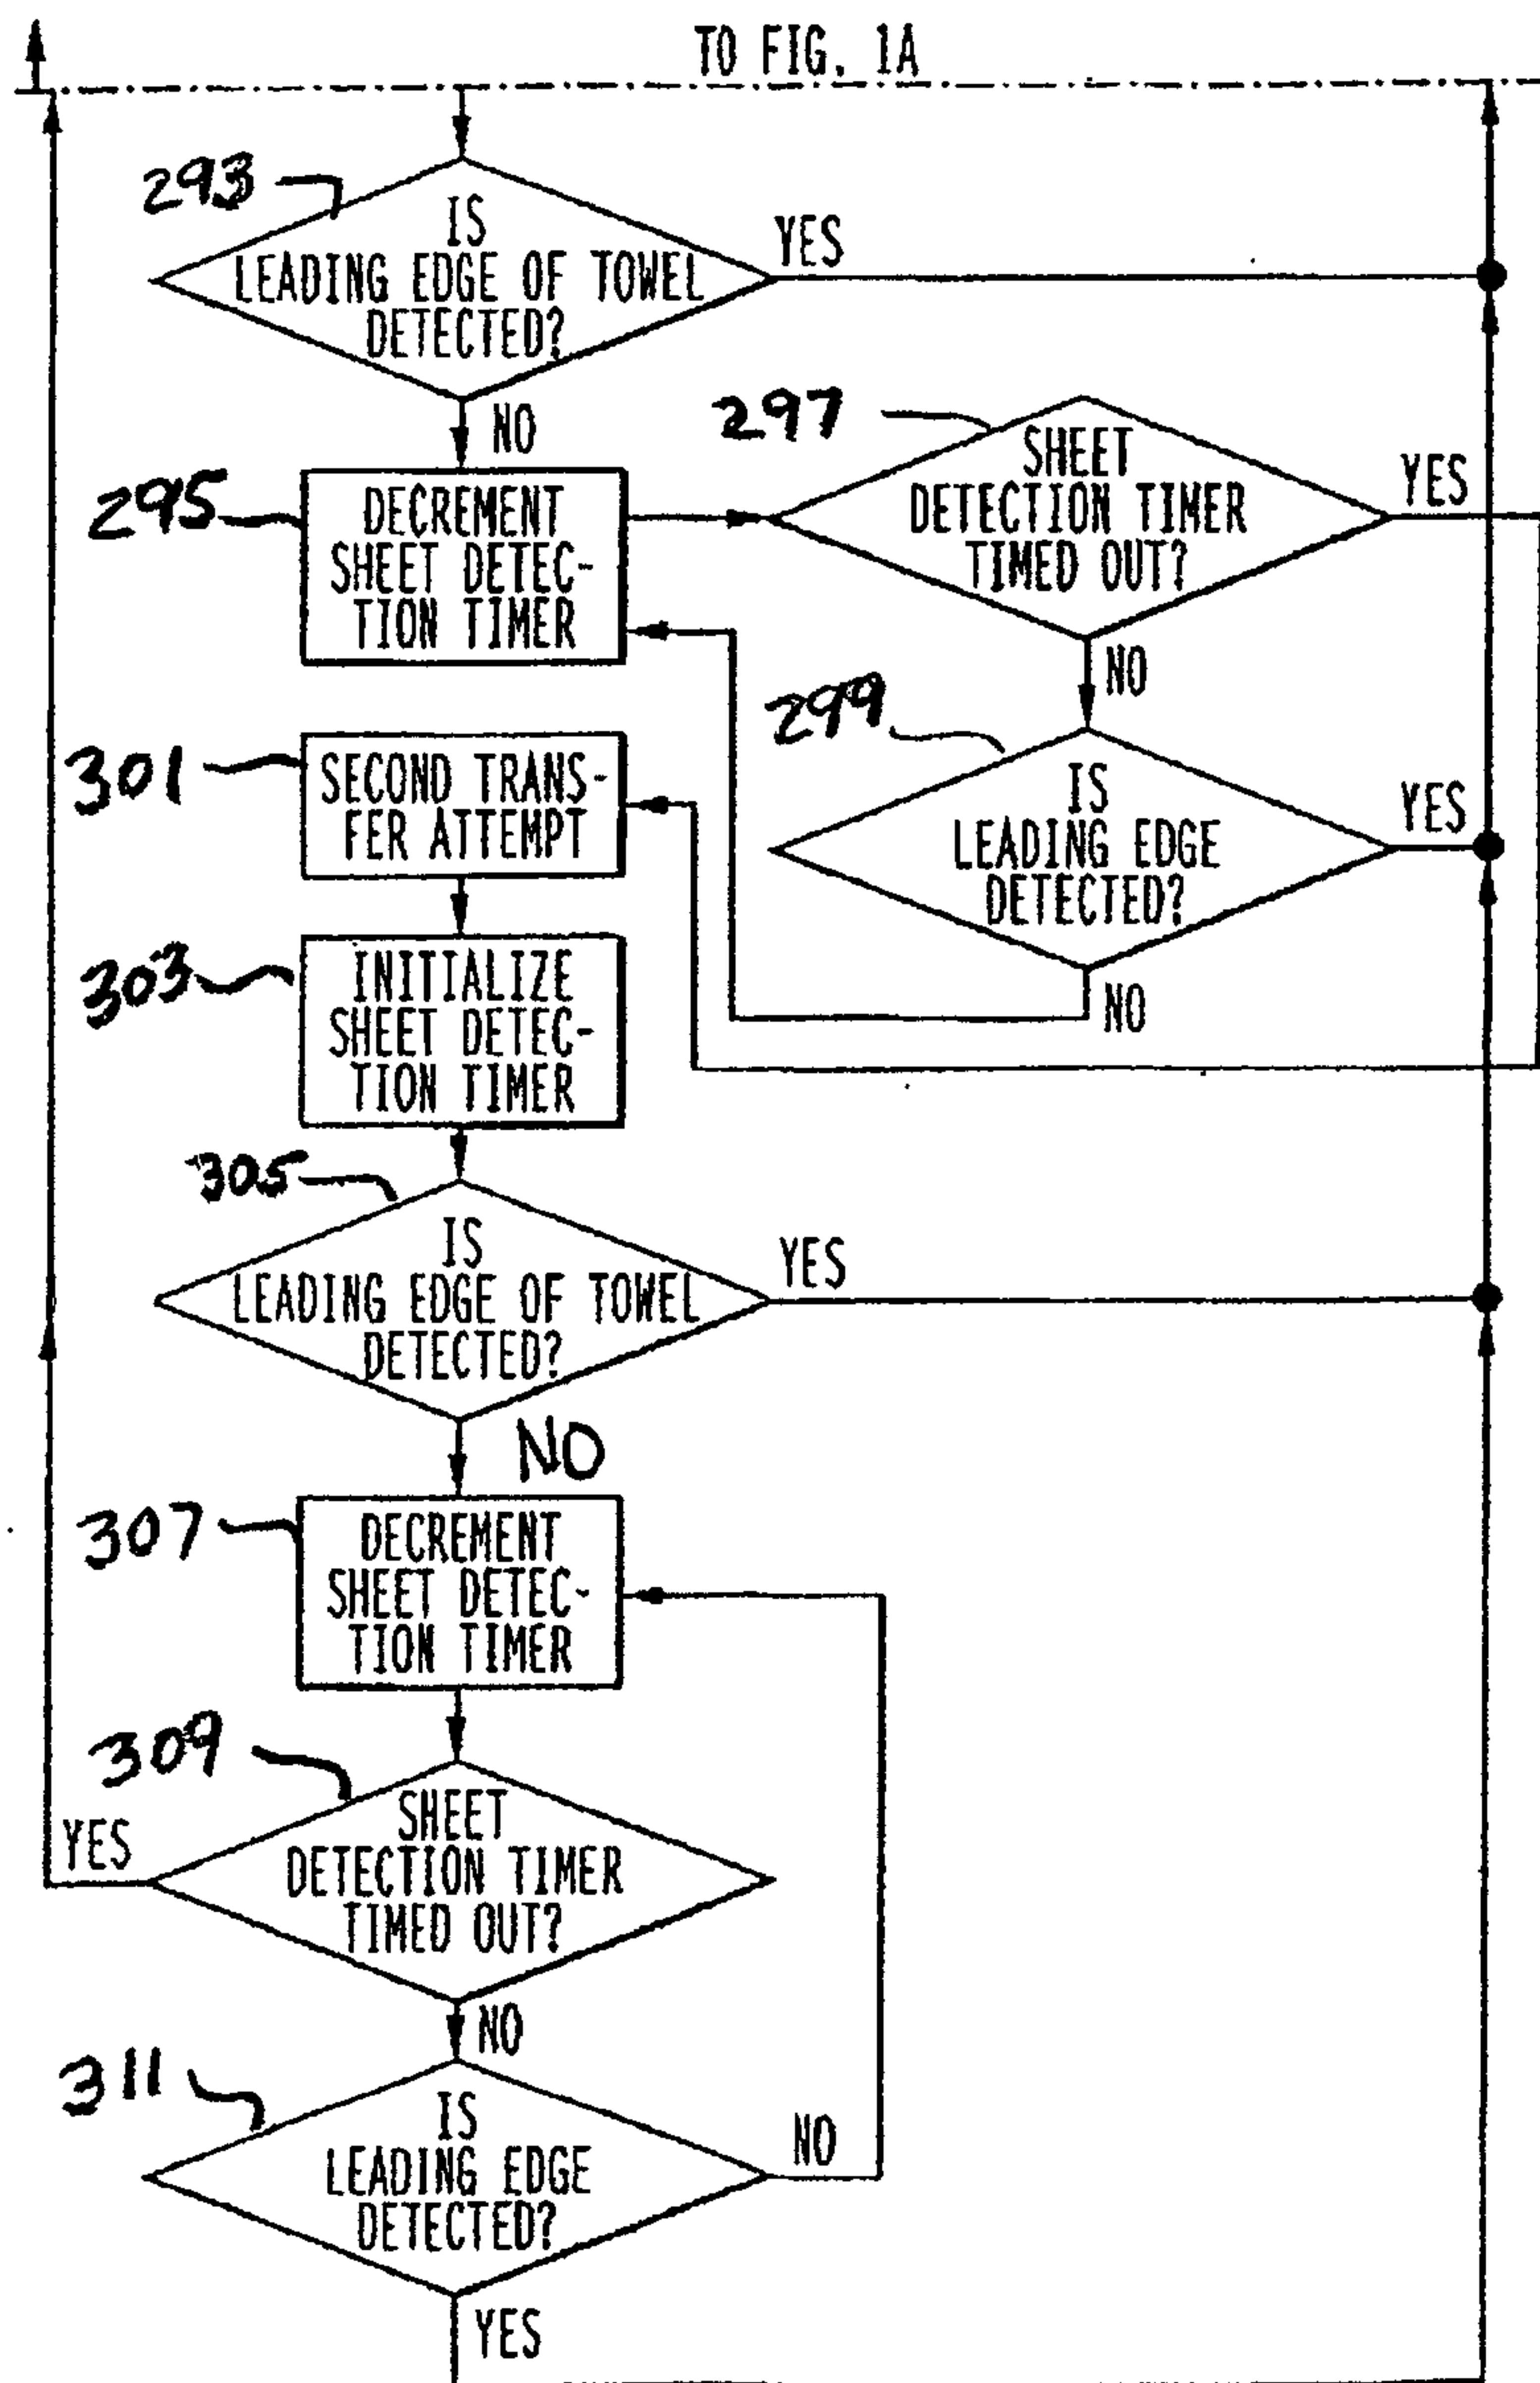 TO FIG. 1A
293
IS
LEADING EDGE OF TOWEL
DETECTED?
YES
NO
295
DECREMENT
SHEET DETEC-
TION TIMER
297
SHEET
DETECTION TIMER
TIMED OUT?
YES
NO
299
IS
LEADING EDGE
DETECTED?
YES
NO
301
SECOND TRANS-
FER ATTEMPT
303
INITIALIZE
SHEET DETEC-
TION TIMER
305
IS
LEADING EDGE OF TOWEL
DETECTED?
YES
NO
307
DECREMENT
SHEET DETEC-
TION TIMER
309
SHEET
DETECTION TIMER
TIMED OUT?
YES
NO
311
IS
LEADING EDGE
DETECTED?
NO
YES